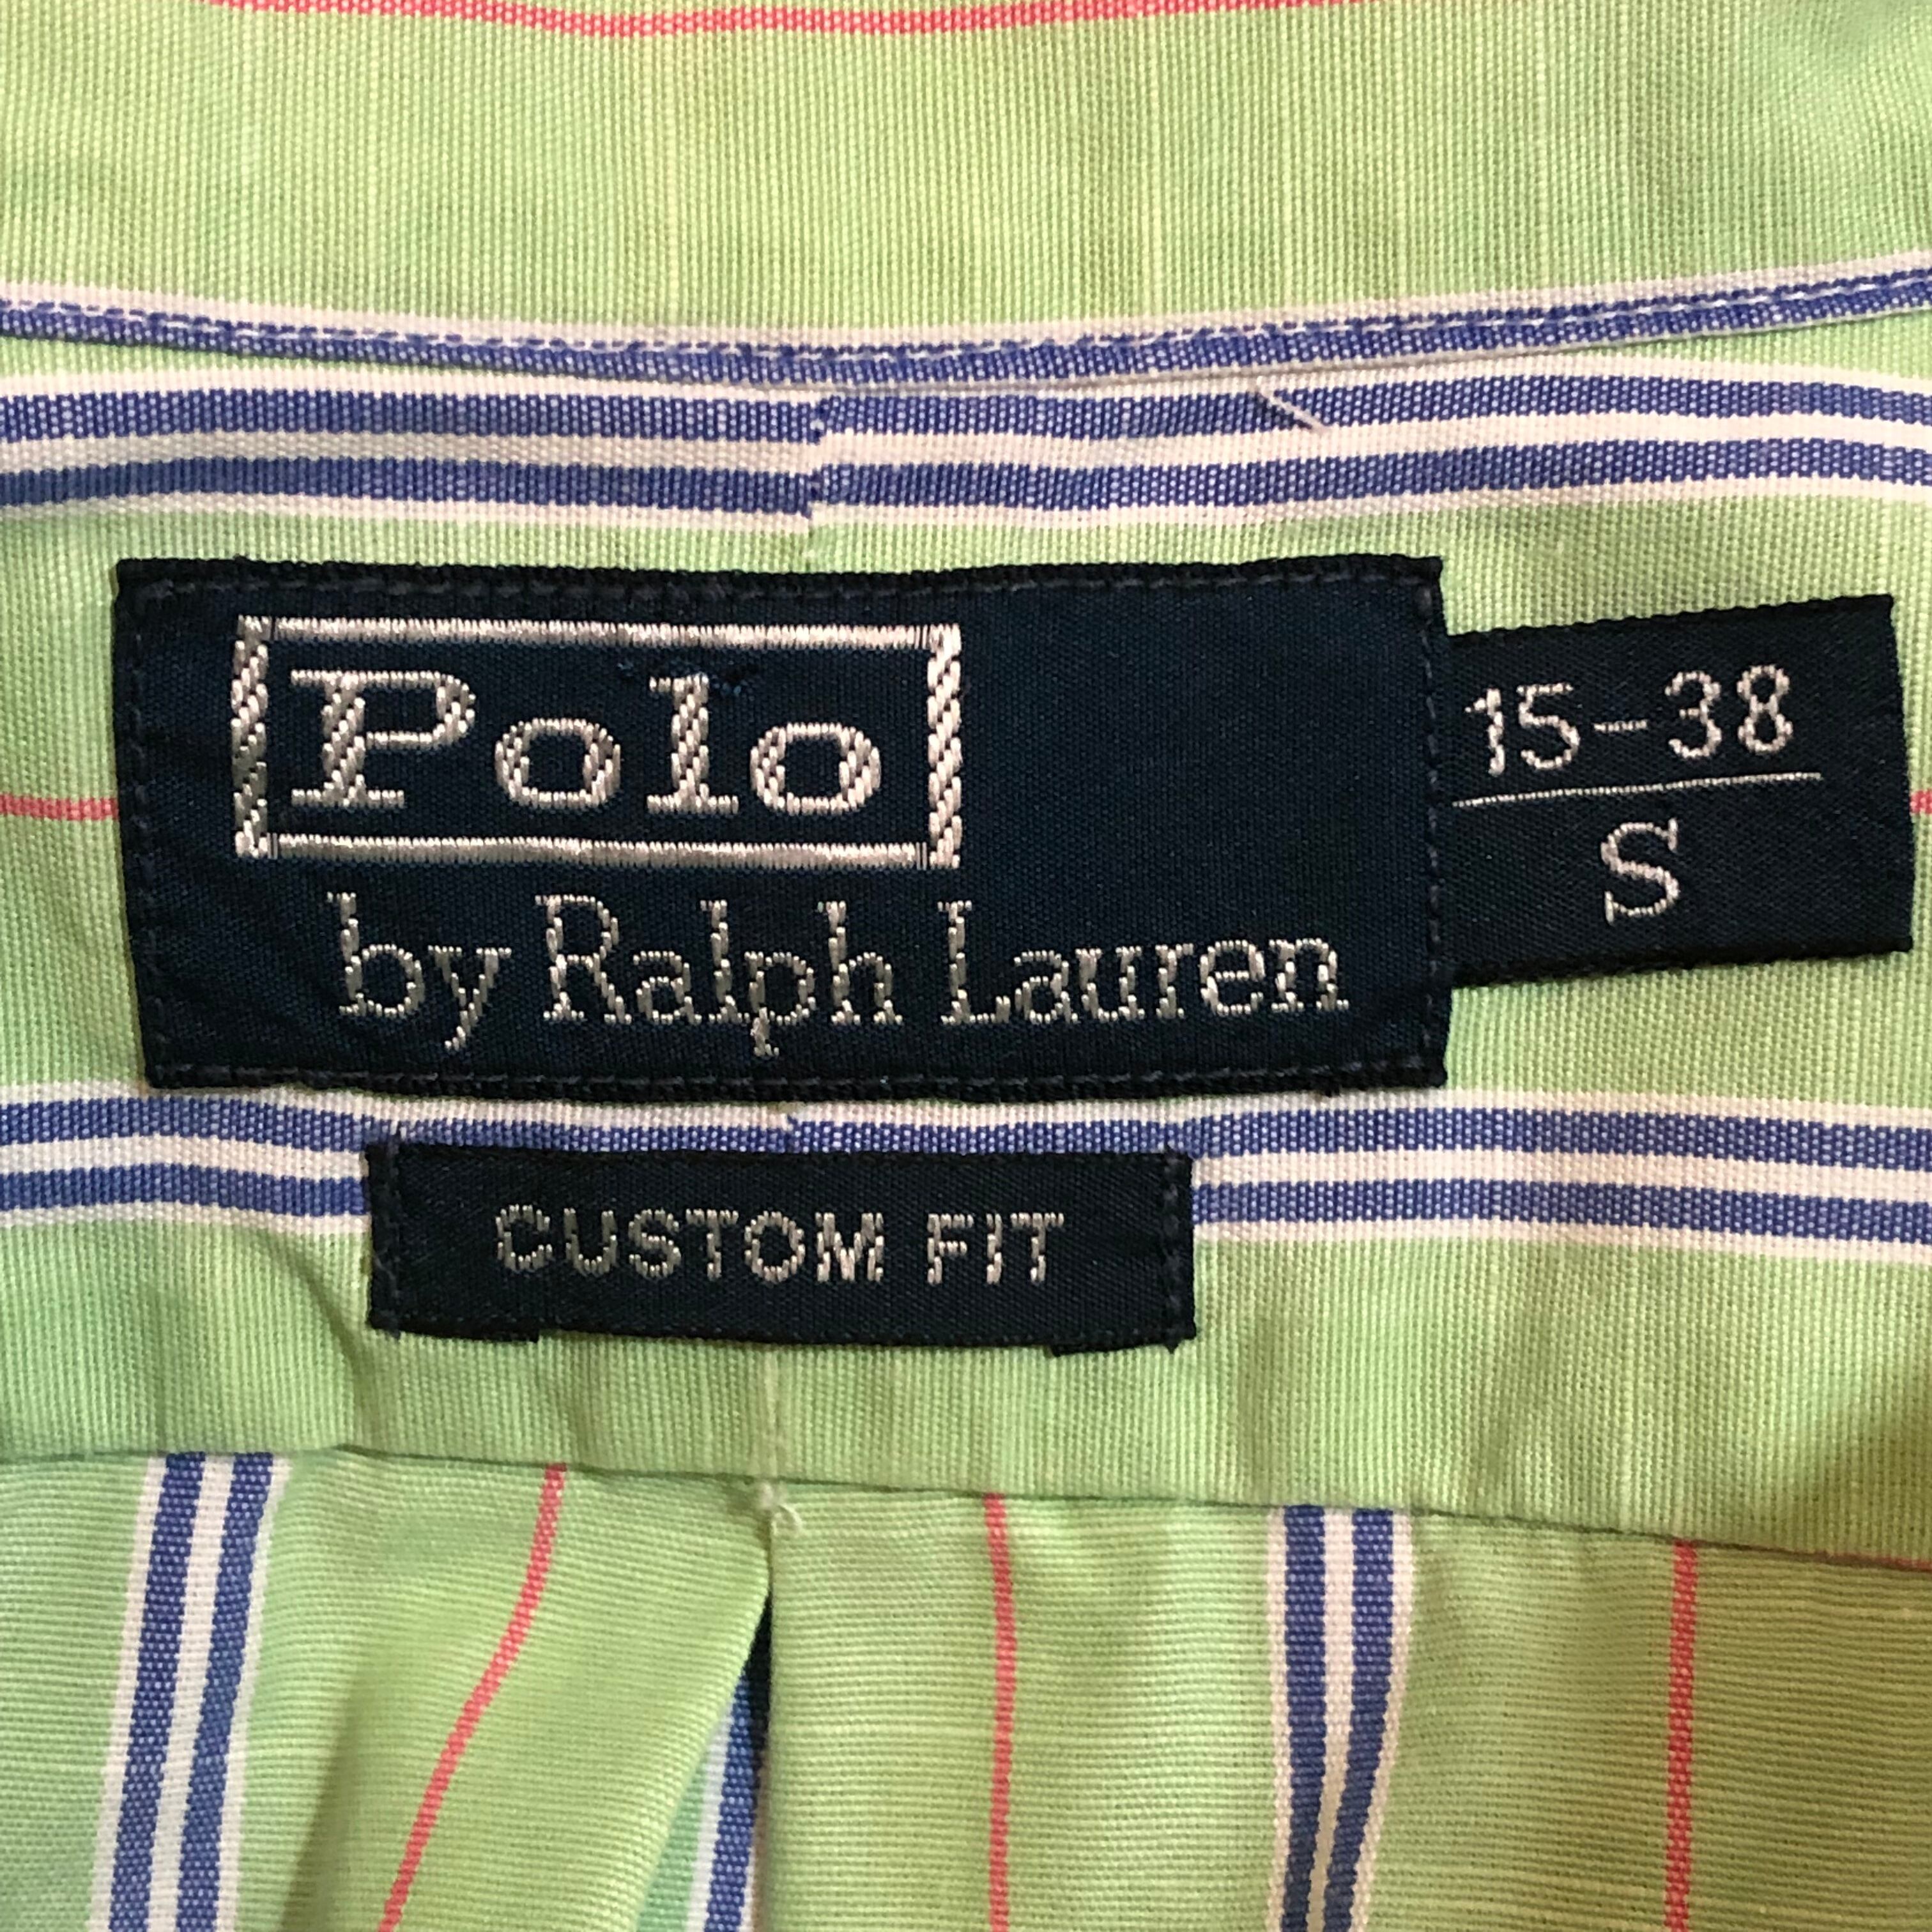 Polo
by Ralph Lauren
15-38
S
CUSTOM FIT